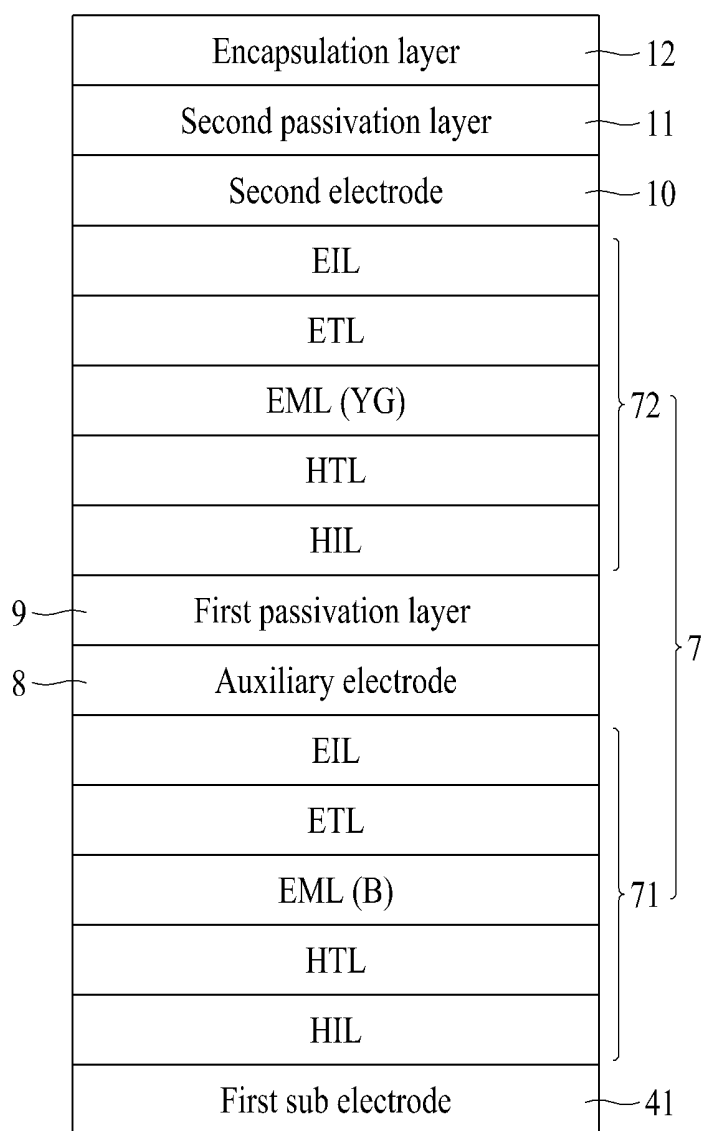 Encapsulation layer 12
Second passivation layer 11
Second electrode 10
EIL
ETL
EML (YG) 72
HTL
HIL
9 First passivation layer
7
8 Auxiliary electrode
EIL
ETL
EML (B) 71
HTL
HIL
First sub electrode 41